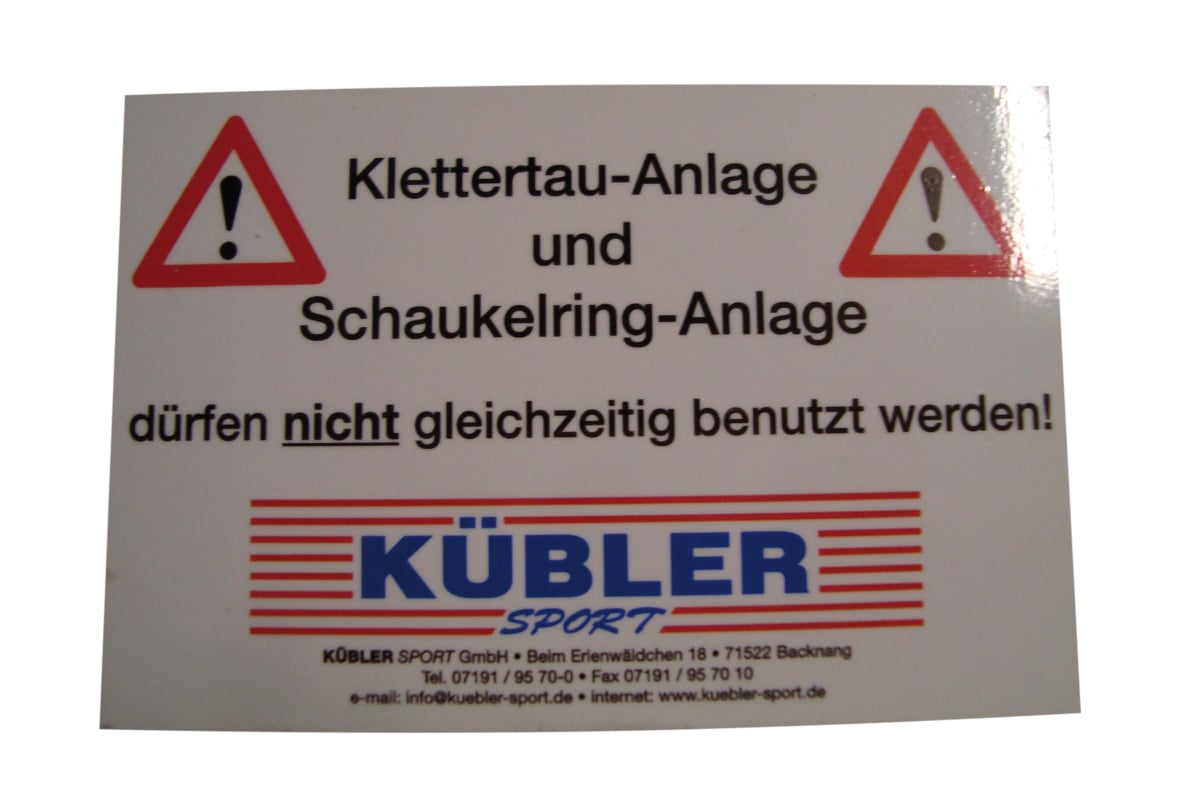 Klettertau-Anlage
und
Schaukelring-Anlage
dürfen nicht gleichzeitig benutzt werden!
KÜBLER
SPORT
KÜBLER SPORT GmbH • Beim Erlenwäldchen 18 • 71522 Backnang
Tel. 07191 / 95 70-0 • Fax 07191 / 95 70 10
e-mail: info@kuebler-sport.de • internet: www.kuebler-sport.de